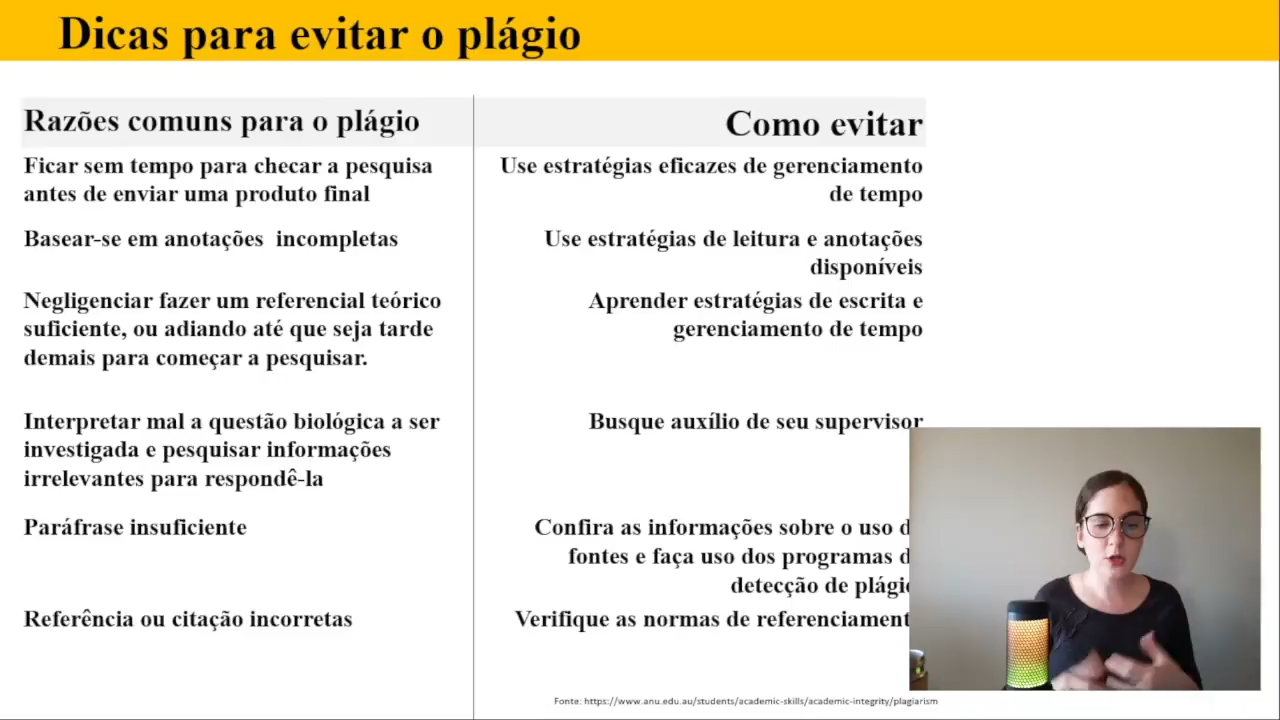 Dicas para evitar o plágio
Razões comuns para o plágio
Como evitar
Ficar sem tempo para checar a pesquisa
antes de enviar uma produto final
Use estratégias eficazes de gerenciamento
de tempo
Basear-se em anotações incompletas
Use estratégias de leitura e anotações
disponíveis
Negligenciar fazer um referencial teórico
suficiente, ou adiando até que seja tarde
demais para começar a pesquisar.
Aprender estratégias de escrita e
gerenciamento de tempo
Interpretar mal a questão biológica a ser
investigada e pesquisar informações
irrelevantes para respondê-la
Busque auxílio de seu supervisor
Paráfrase insuficiente
Confira as informações sobre o uso
fontes e faça uso dos programas
detecção de
Referência ou citação incorretas
Verifique as normas de
Fonte: https://www.anu.edu.au/students/academic-skills/academic-integrity/plagiarism